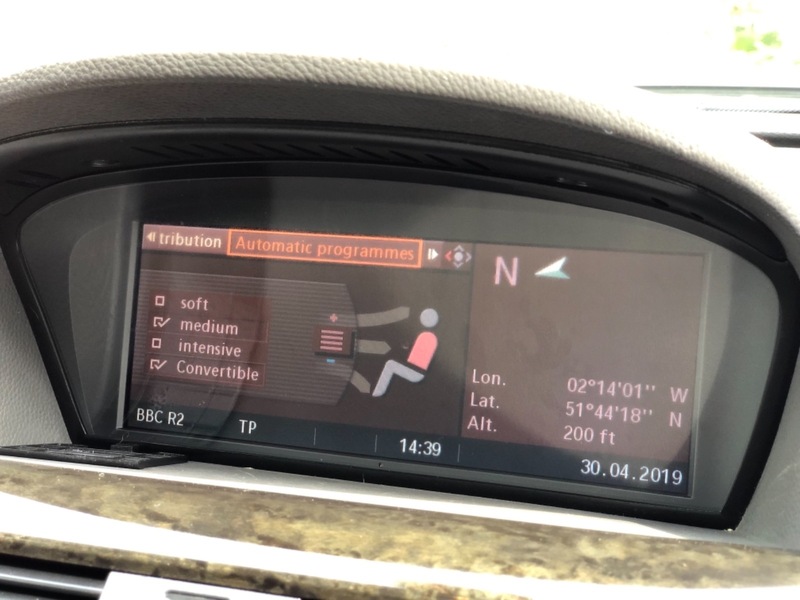 tribution Automatic programmes
soft
medium
intensive
Convertible
N
Lon. 02°14'01'' W
Lat. 51°44'18'' N
Alt. 200 ft
BBC R2 TP 14:39 30.04.2019